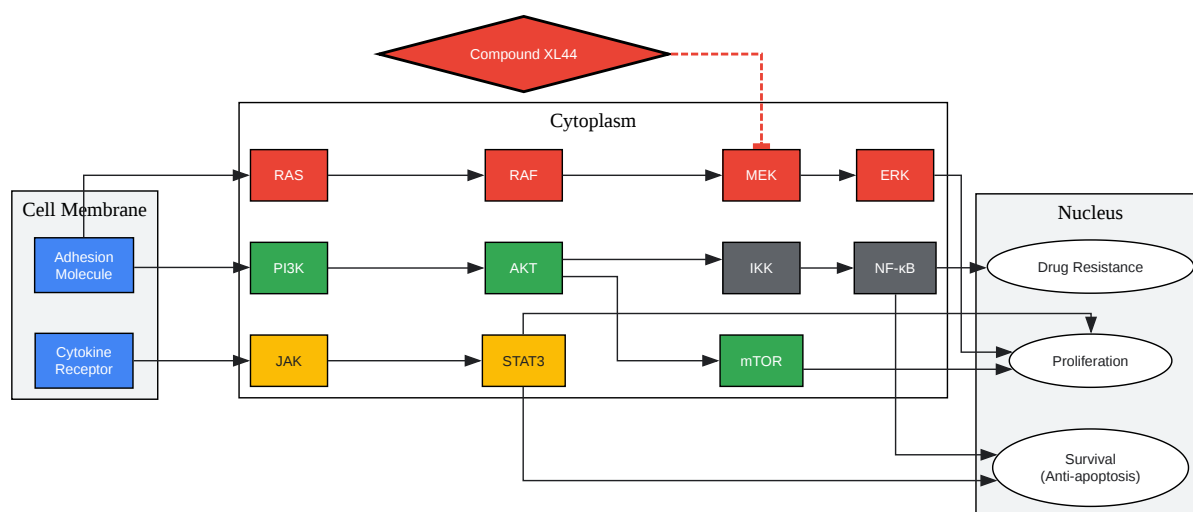 Compound XL44
Cytoplasm
RAS
RAF
MEK
ERK
Cell Membrane
Nucleus
Adhesion
Molecule
PI3K
AKT
IKK
NF-κB
Drug Resistance
Cytokine
Receptor
JAK
STAT3
mTOR
Proliferation
Survival
(Anti-apoptosis)